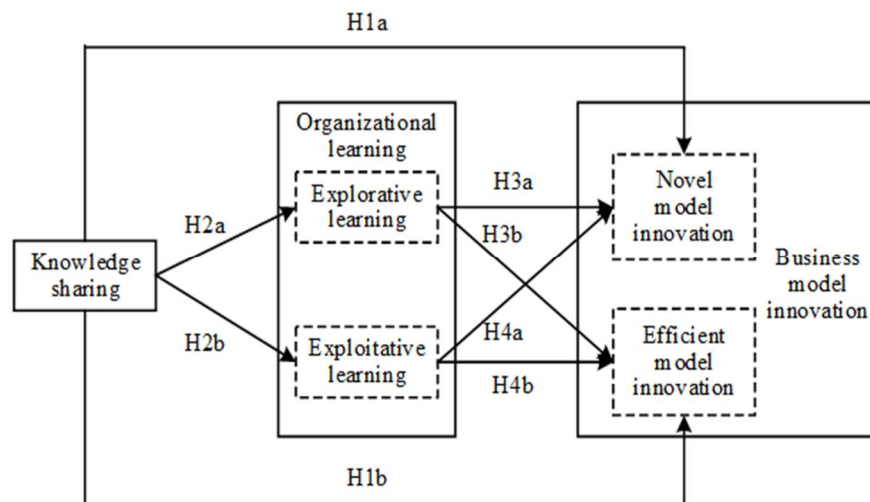 H1a
Organizational
learning
Explorative
learning
H3a
Novel
model
innovation
H2a
H3b
Knowledge
sharing
Business
model
innovation
H2b
Exploitative
learning
H4a
Efficient
model
innovation
H4b
H1b